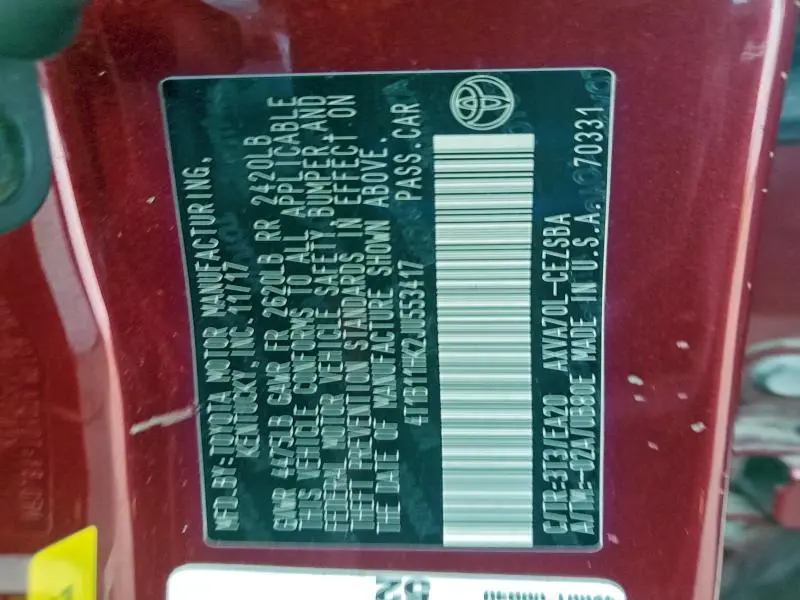 MFD.BY:TOYOTA MOTOR MANUFACTURING,
KENTUCKY, INC. 11/17
GVWR 4475LB GAWR FR 2620LB RR 2420LB
THIS VEHICLE CONFORMS TO ALL APPLICABLE
FEDERAL MOTOR VEHICLE SAFETY BUMPER, AND
THEFT PREVENTION STANDARDS IN EFFECT ON
THE DATE OF MANUFACTURE SHOWN ABOVE.
4T1B11HK2JU553417 PASS.CAR
C/TR:3T3/EA20 AXVA70L-CEZSBA
A/TM:-02A/UB80E MADE IN U.S.A. 70331